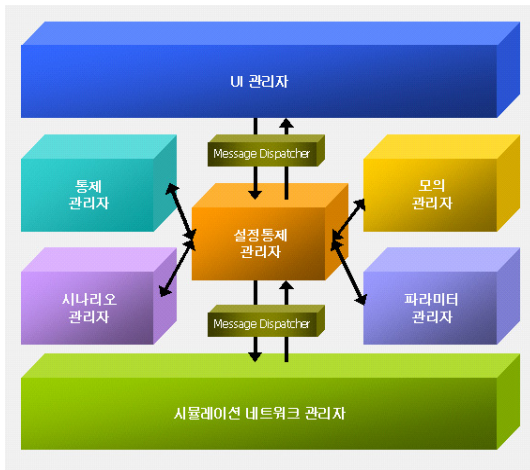 UI 관리자
Message Dispatcher
통제
관리자
모의
관리자
설정통제
관리자
시나리오
관리자
파라미터
관리자
Message Dispatcher
시뮬레이션 네트워크 관리자